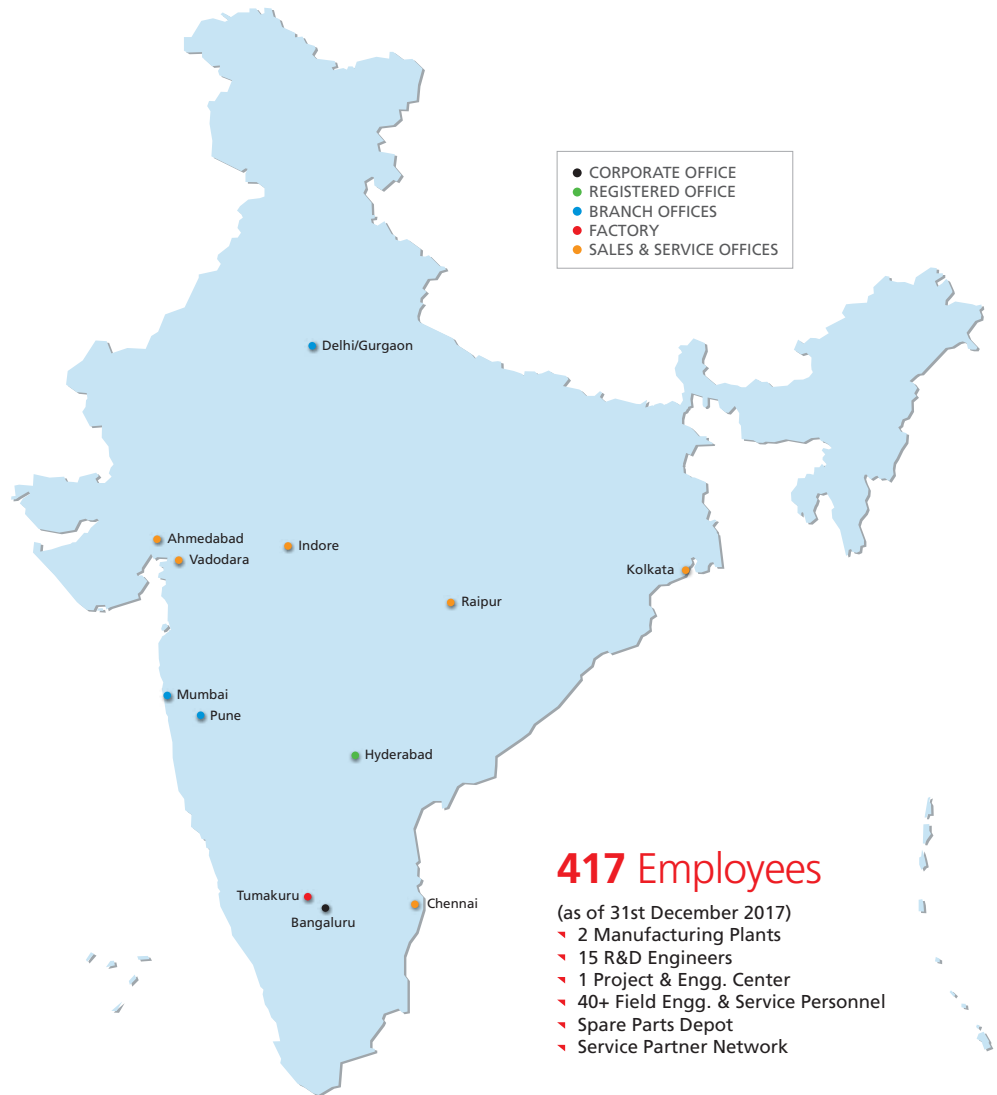 CORPORATE OFFICE
REGISTERED OFFICE
BRANCH OFFICES
FACTORY
SALES & SERVICE OFFICES
Delhi/Gurgaon
Ahmedabad
Indore
Vadodara
Kolkata
Raipur
Mumbai
Pune
Hyderabad
Tumakuru
Chennai
Bangaluru
417 Employees
(as of 31st December 2017)
2 Manufacturing Plants
15 R&D Engineers
1 Project & Engg. Center
40+ Field Engg. & Service Personnel
Spare Parts Depot
Service Partner Network